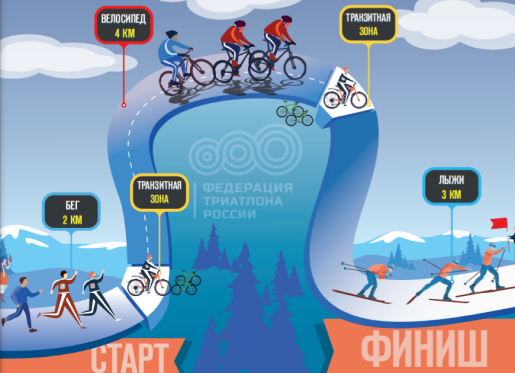 ВЕЛОСИПЕД
4 КМ
ТРАНЗИТНАЯ
ЗОНА
ФЕДЕРАЦИЯ
ТРИАТЛОНА
РОССИИ
ТРАНЗИТНАЯ
ЗОНА
БЕГ
2 КМ
ЛЫЖИ
3 КМ
СТАРТ
ФИНИШ